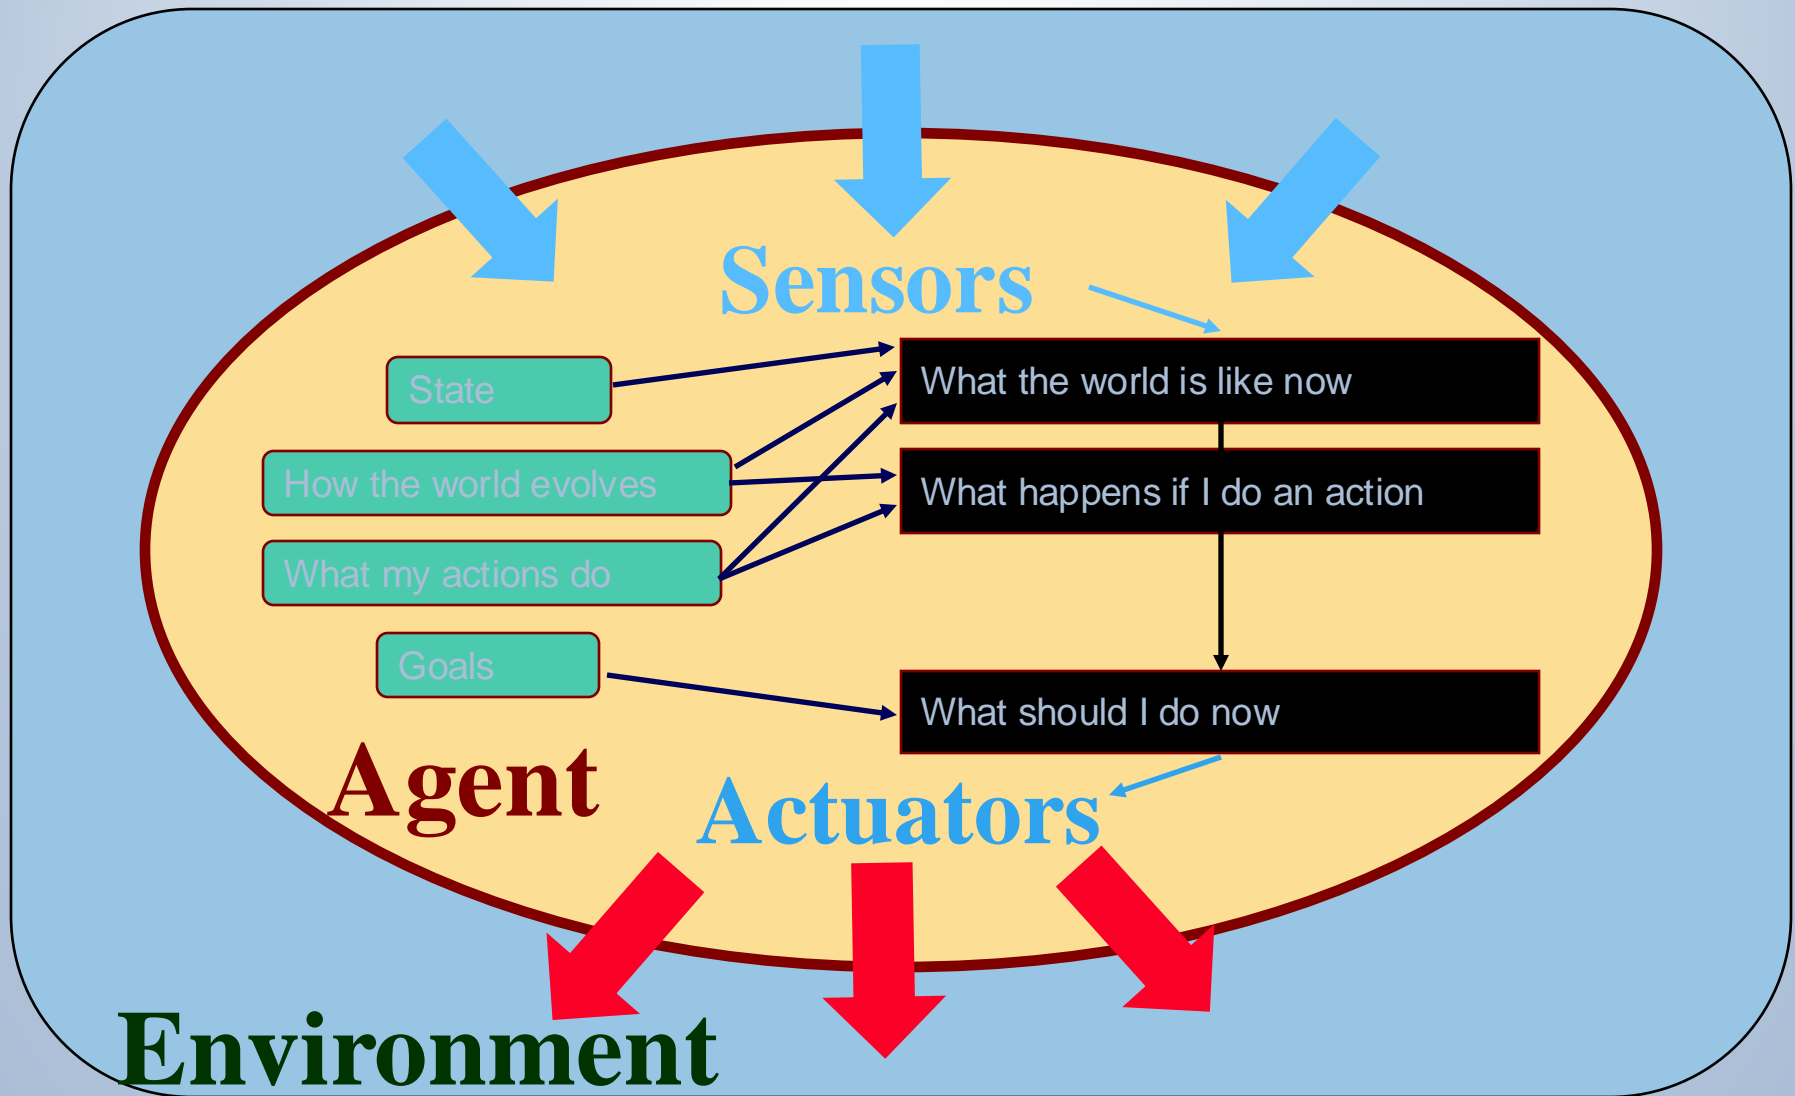 Sensors
State
What the world is like now
How the world evolves
What happens if I do an action
What my actions do
Goals
What should I do now
Agent
Actuators
Environment